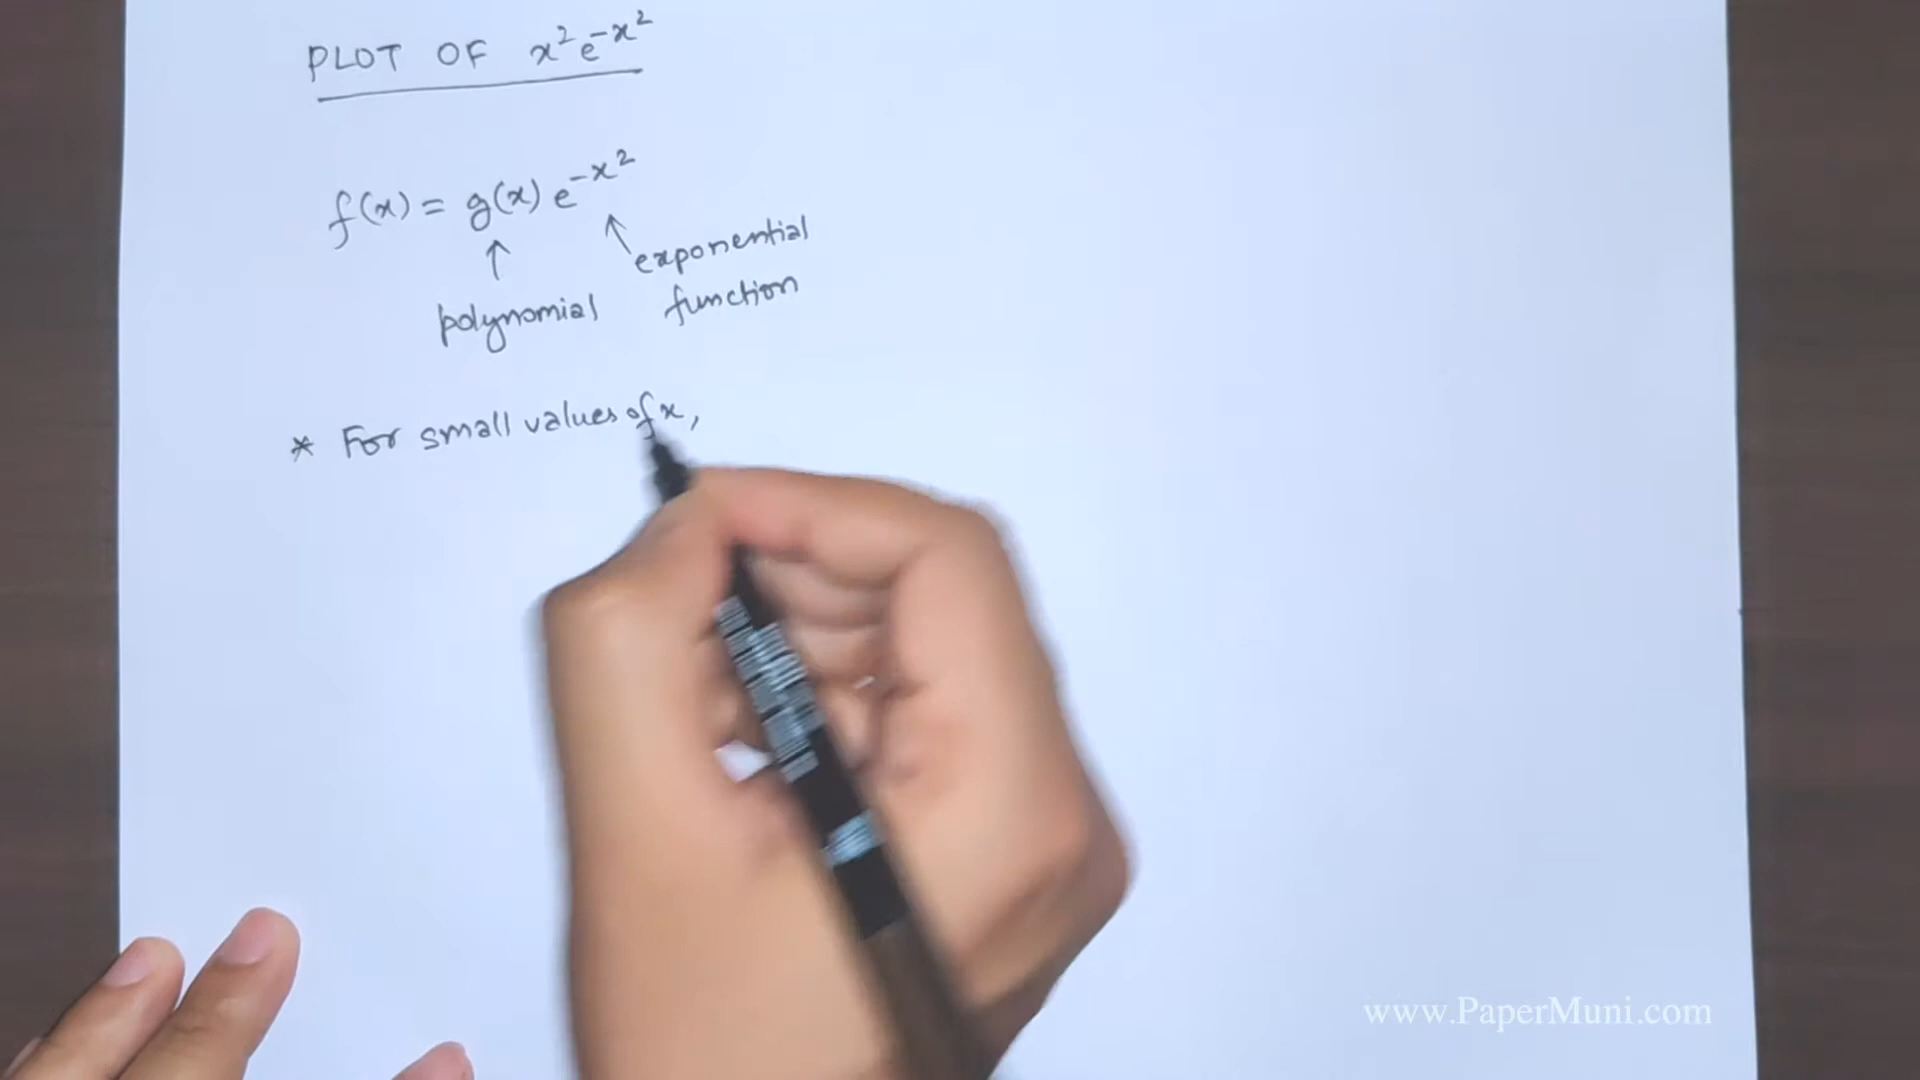 PLOT OF x²e⁻ˣ²
f(x) = g(x) e⁻ˣ²
↑ ↑ exponential
polynomial function
* For small values of x,
www.PaperMuni.com